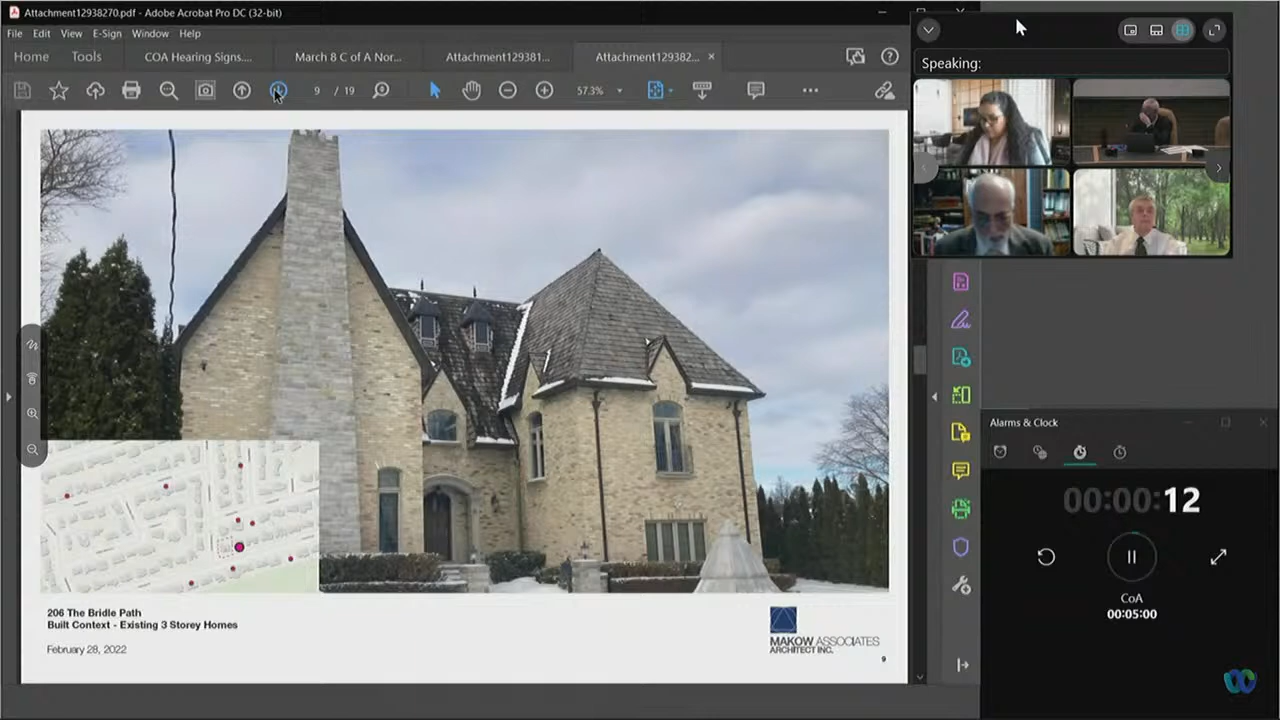 Attachment12938270.pdf - Adobe Acrobat Pro DC (32-bit)
File Edit View E-Sign Window Help
Home Tools COA Hearing Signs.... March 8 C of A Nor... Attachment129381... Attachment129382... ×
9 / 19 57.3%
Speaking:
206 The Bridle Path
Built Context - Existing 3 Storey Homes
February 28, 2022
MAKOW ASSOCIATES
ARCHITECT INC.
9
Alarms & Clock
00:00:12
CoA
00:05:00